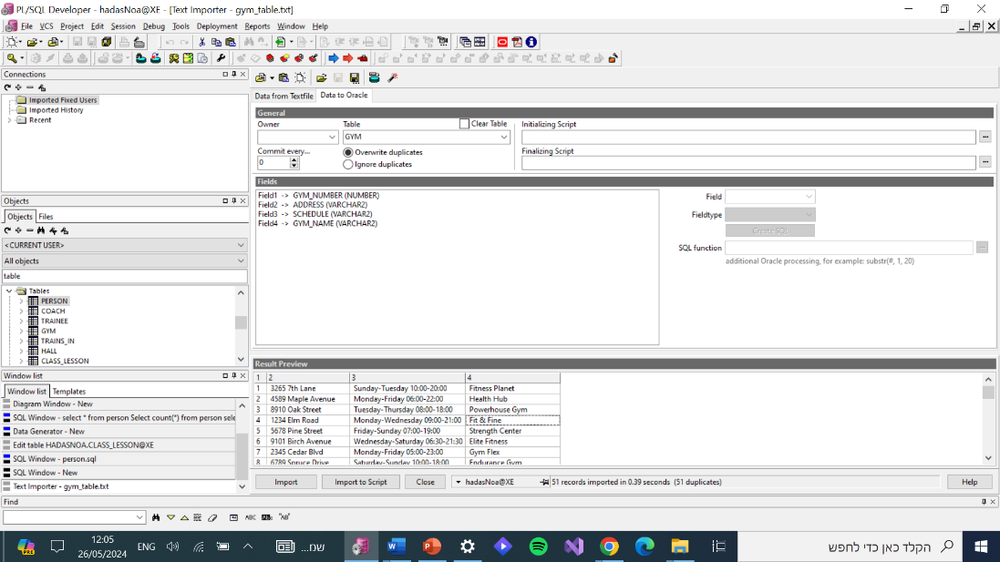 PL/SQL Developer - hadasNoa@XE - [Text Importer - gym_table.txt]
File VCS Project Edit Session Debug Tools Deployment Reports Window Help
Connections
Imported Fixed Users
Imported History
Recent
Objects
Objects Files
<CURRENT USER>
All objects
table
Tables
PERSON
COACH
TRAINEE
GYM
TRAINS_IN
HALL
CLASS_LESSON
Window list
Window list Templates
Diagram Window - New
SQL Window - select * from person Select count(*) from person sele
Data Generator - New
Edit table HADASNOA.CLASS_LESSON@XE
SQL Window - person.sql
SQL Window - New
Text Importer - gym_table.txt
Data from Textfile Data to Oracle
General
Owner Table Clear Table Initializing Script
GYM
Commit every... Overwrite duplicates Finalizing Script
0 Ignore duplicates
Fields
Field1 -> GYM_NUMBER (NUMBER)
Field2 -> ADDRESS (VARCHAR2)
Field3 -> SCHEDULE (VARCHAR2)
Field4 -> GYM_NAME (VARCHAR2)
Field
Fieldtype
Create SQL
SQL function
additional Oracle processing, for example: substr(#, 1, 20)
Result Preview
1 2 3 4
1 3265 7th Lane Sunday-Tuesday 10:00-20:00 Fitness Planet
2 4589 Maple Avenue Monday-Friday 06:00-22:00 Health Hub
3 8910 Oak Street Tuesday-Thursday 08:00-18:00 Powerhouse Gym
4 1234 Elm Road Monday-Wednesday 09:00-21:00 Fit & Fine
5 5678 Pine Street Friday-Sunday 07:00-19:00 Strength Center
6 9101 Birch Avenue Wednesday-Saturday 06:30-21:30 Elite Fitness
7 2345 Cedar Blvd Monday-Friday 05:00-23:00 Gym Flex
8 6789 Spruce Drive Saturday-Sunday 10:00-18:00 Endurance Gym
Import Import to Script Close hadasNoa@XE 51 records imported in 0.39 seconds (51 duplicates) Help
Find
ABC
12:05
26/05/2024
ENG
שמ...
הקלד כאן כדי לחפש